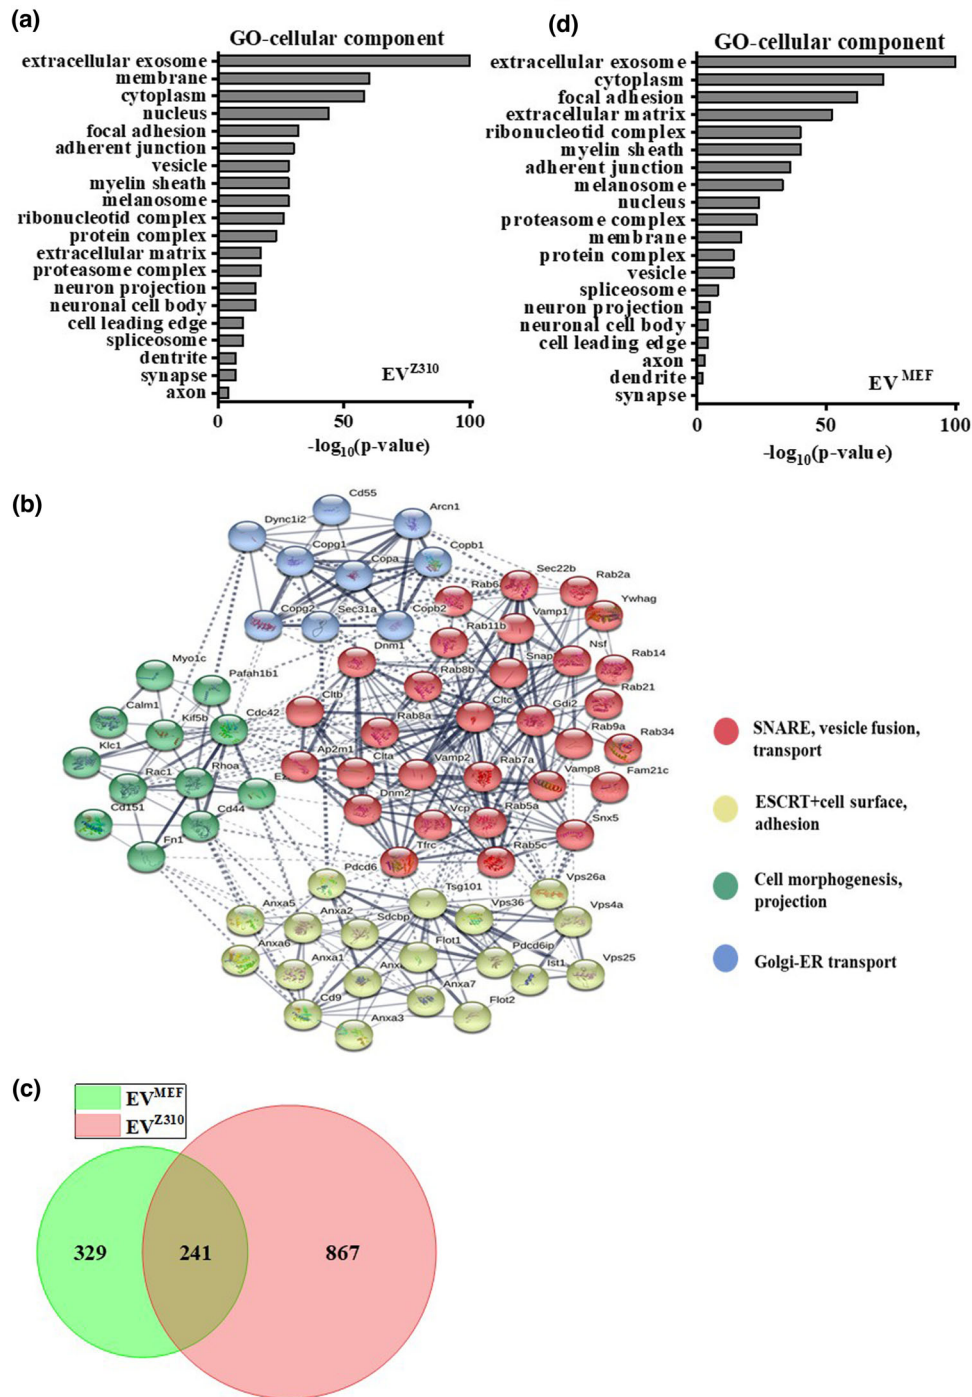 (a)
GO-cellular component
extracellular exosome
membrane
cytoplasm
nucleus
focal adhesion
adherent junction
vesicle
myelin sheath
melanosome
ribonucleotid complex
protein complex
extracellular matrix
proteasome complex
neuron projection
neuronal cell body
cell leading edge
spliceosome
dentrite
synapse
axon
EV^Z310
0 50 100
-log10(p-value)
(d)
GO-cellular component
extracellular exosome
cytoplasm
focal adhesion
extracellular matrix
ribonucleotid complex
myelin sheath
adherent junction
melanosome
nucleus
proteasome complex
membrane
protein complex
vesicle
spliceosome
neuron projection
neuronal cell body
cell leading edge
axon
dendrite
synapse
EV^MEF
0 50 100
-log10(p-value)
(b)
Cd55
Dync1i2
Arcn1
Copg1
Copa
Copb1
Copg2
Sec31a
Copb2
Sec22b
Rab2a
Rab6
Ywhag
Vamp1
Rab11b
Nsf
Dnm1
Snap
Rab14
Myo1c
Pafah1b1
Rab8b
Rab21
Calm1
Kif5b
Cdc42
Cltb
Cltc
Gdi2
Rab8a
Rab9a
Rab34
Klc1
Ap2m1
Clta
Vamp2
Rab7a
Vamp8
Fam21c
Rac1
Rhoa
Dnm2
Vcp
Rab5a
Snx5
Cd151
Cd44
Fn1
Tfrc
Rab5c
Pdcd6
Tsg101
Vps26a
Anxa5
Anxa2
Sdcbp
Vps36
Vps4a
Anxa6
Anxa1
Flot1
Pdcd6ip
Ist1
Vps25
Cd9
Anxa7
Flot2
Anxa3
SNARE, vesicle fusion,
transport
ESCRT+cell surface,
adhesion
Cell morphogenesis,
projection
Golgi-ER transport
(c)
EV^MEF
EV^Z310
329
241
867